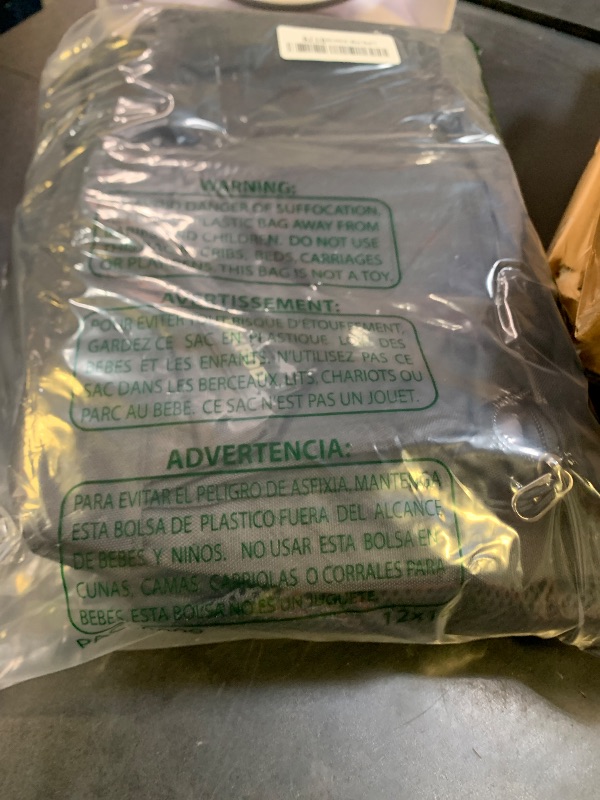 WARNING:
DANGER OF SUFFOCATION,
PLASTIC BAG AWAY FROM
AND CHILDREN. DO NOT USE
CRIBS, BEDS, CARRIAGES
OR THIS BAG IS NOT A TOY.
AVERTISSEMENT:
POUR EVITER RISQUE D'ETOUFFEMENT,
GARDEZ CE SAC EN PLASTIQUE DES
BEBES ET LES ENFANTS. N'UTILISEZ PAS CE
SAC DANS LES BERCEAUX, LITS, CHARIOTS OU
PARC AU BEBE. CE SAC N'EST PAS UN JOUET.
ADVERTENCIA:
PARA EVITAR EL PELIGRO DE ASFIXIA, MANTENGA
ESTA BOLSA DE PLASTICO FUERA DEL ALCANCE
DE BEBES Y NINOS. NO USAR ESTA BOLSA EN
CUNAS, CAMAS, CARRIOLAS O CORRALES PARA
BEBES. ESTA BOLSA NO ES UN JUGUETE.